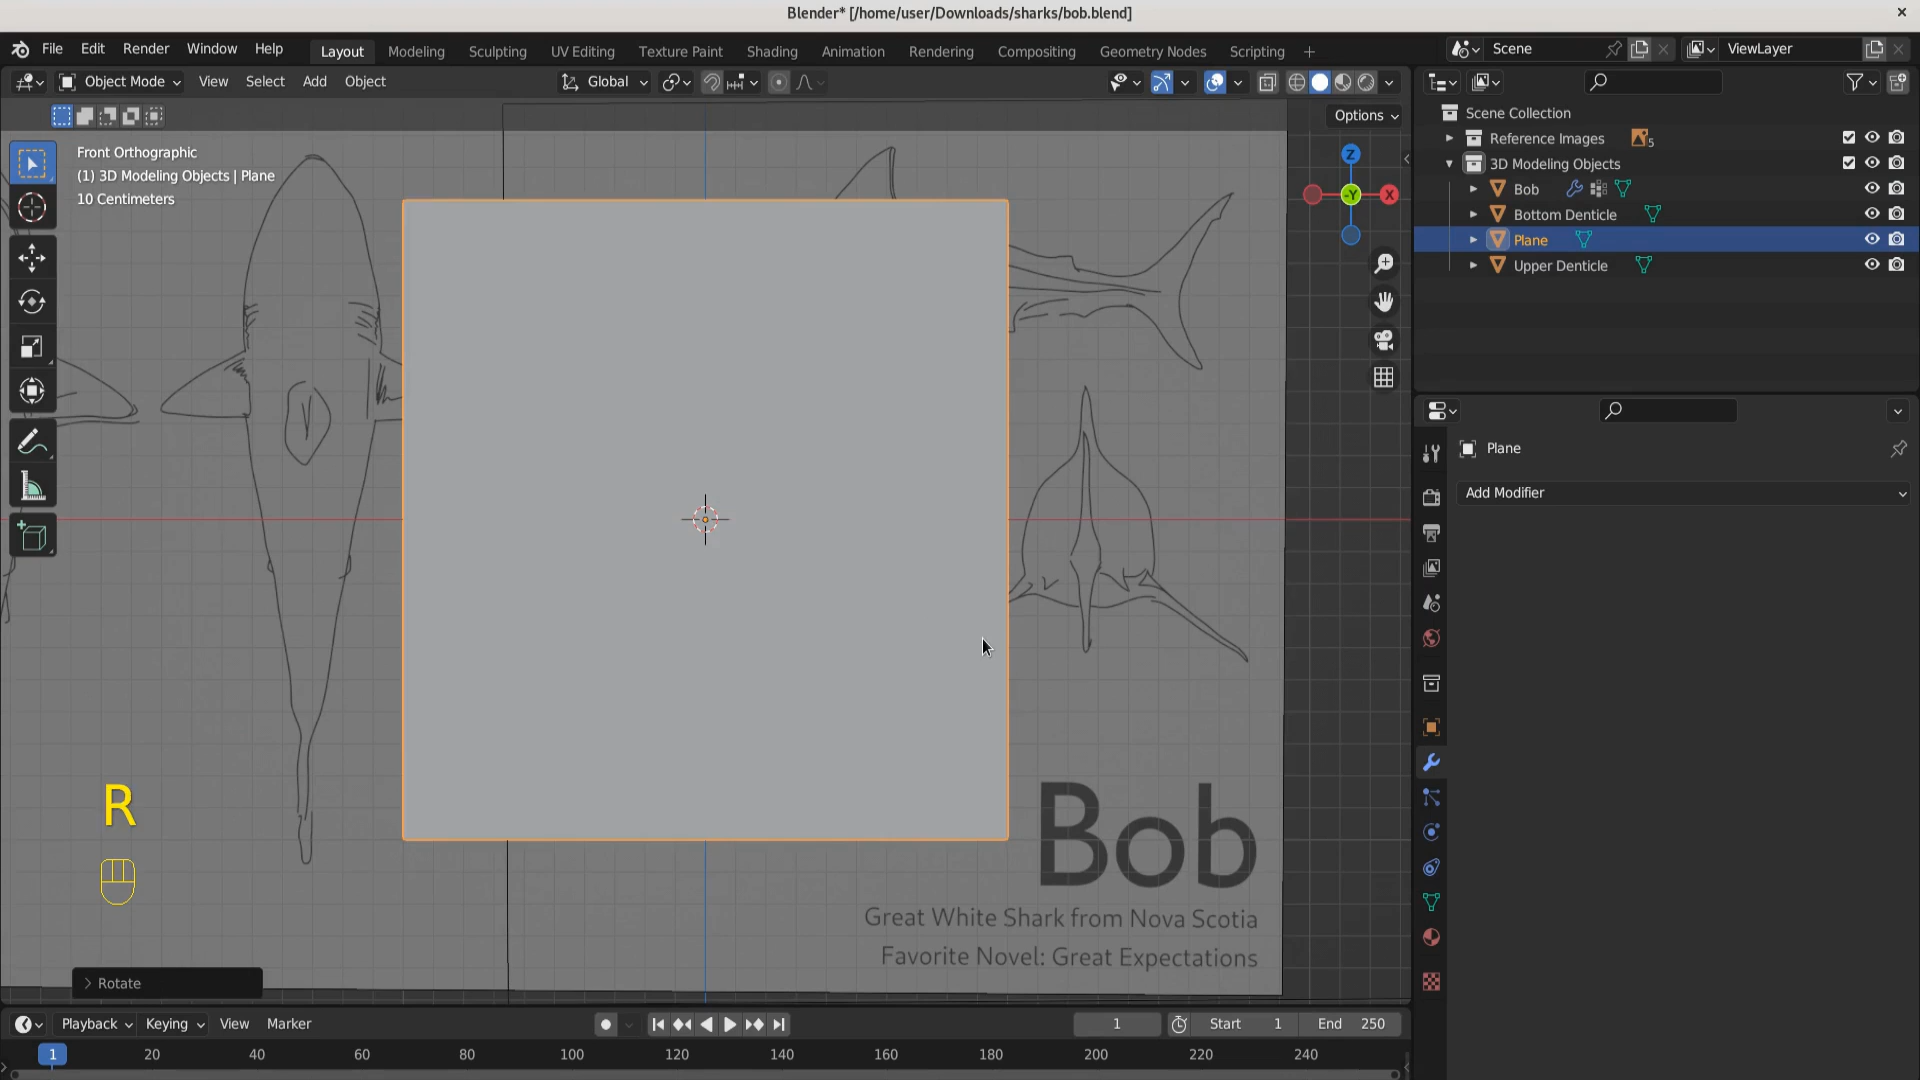 Blender* [/home/user/Downloads/sharks/bob.blend]
File Edit Render Window Help
Layout Modeling Sculpting UV Editing Texture Paint Shading Animation Rendering Compositing Geometry Nodes Scripting
Scene
ViewLayer
Object Mode View Select Add Object
Global
Options
Front Orthographic
(1) 3D Modeling Objects | Plane
10 Centimeters
Z
-Y
X
Scene Collection
Reference Images 5
3D Modeling Objects
Bob
Bottom Denticle
Plane
Upper Denticle
Plane
Add Modifier
R
Bob
Great White Shark from Nova Scotia
Favorite Novel: Great Expectations
Rotate
Playback Keying View Marker
1
Start 1
End 250
1 20 40 60 80 100 120 140 160 180 200 220 240